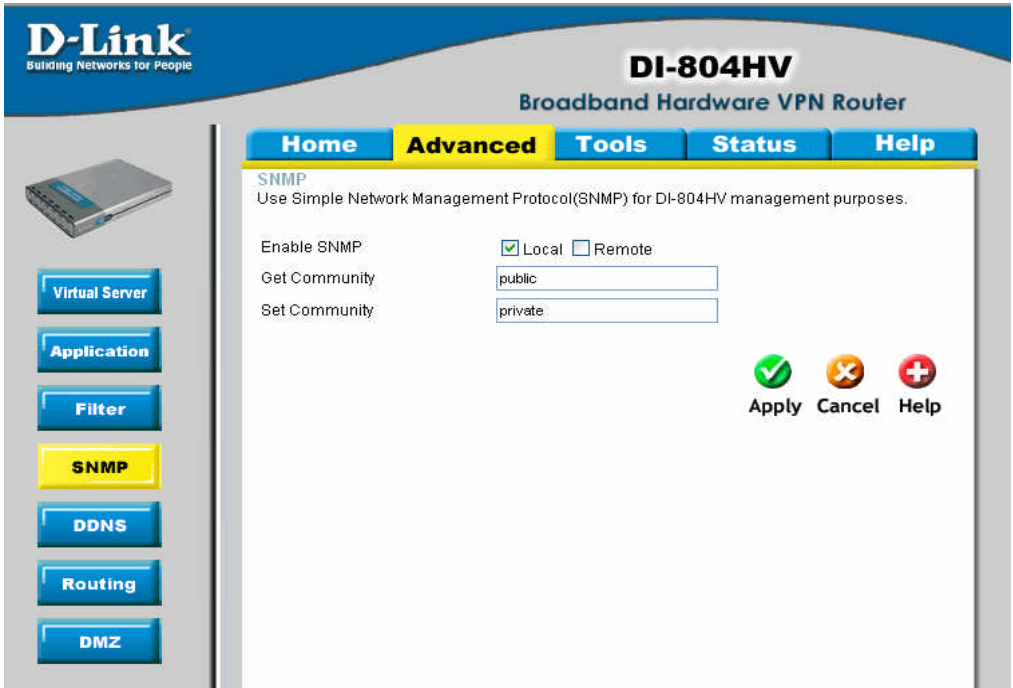 D-Link
Building Networks for People
DI-804HV
Broadband Hardware VPN Router
Home Advanced Tools Status Help
SNMP
Use Simple Network Management Protocol(SNMP) for DI-804HV management purposes.
Enable SNMP Local Remote
Get Community public
Set Community private
Apply Cancel Help
Virtual Server
Application
Filter
SNMP
DDNS
Routing
DMZ